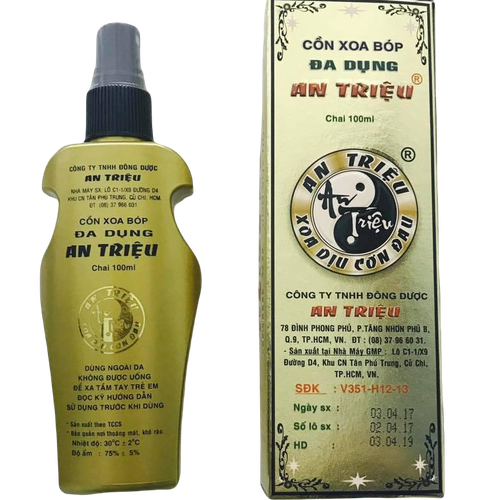 CÔNG TY TNHH ĐÔNG DƯỢC
AN TRIỆU
NHÀ MÁY SX: LÔ C1-1/X9 ĐƯỜNG D4
KHU CN TÂN PHÚ TRUNG, CỦ CHI, HCM.
ĐT: (08) 37 966 031
CỒN XOA BÓP
ĐA DỤNG
AN TRIỆU
Chai 100ml
AN TRIỆU
XOA DỊU CƠN ĐAU
DÙNG NGOÀI DA
KHÔNG ĐƯỢC UỐNG
ĐỂ XA TẦM TAY TRẺ EM
ĐỌC KỸ HƯỚNG DẪN
SỬ DỤNG TRƯỚC KHI DÙNG
* Sản xuất theo TCCS
* Bảo quản nơi thoáng mát, khô ráo
Nhiệt độ: 30°C ± 2°C
Độ ẩm : 75% ± 5%
CỒN XOA BÓP
ĐA DỤNG
AN TRIỆU ®
Chai 100ml
AN TRIỆU ®
An
Triệu
XOA DỊU CƠN ĐAU
CÔNG TY TNHH ĐÔNG DƯỢC
AN TRIỆU
78 ĐÌNH PHONG PHÚ, P.TĂNG NHƠN PHÚ B,
Q.9, TP.HCM, VN. ĐT : (08) 37 96 60 31.
- Sản xuất tại Nhà Máy GMP : Lô C1-1/X9
Đường D4, Khu CN Tân Phú Trung, Củ Chi,
TP.HCM, VN.
SĐK : V351-H12-13
Ngày sx : 03.04.17
Số lô sx : 02.04.17
HD : 03.04.19